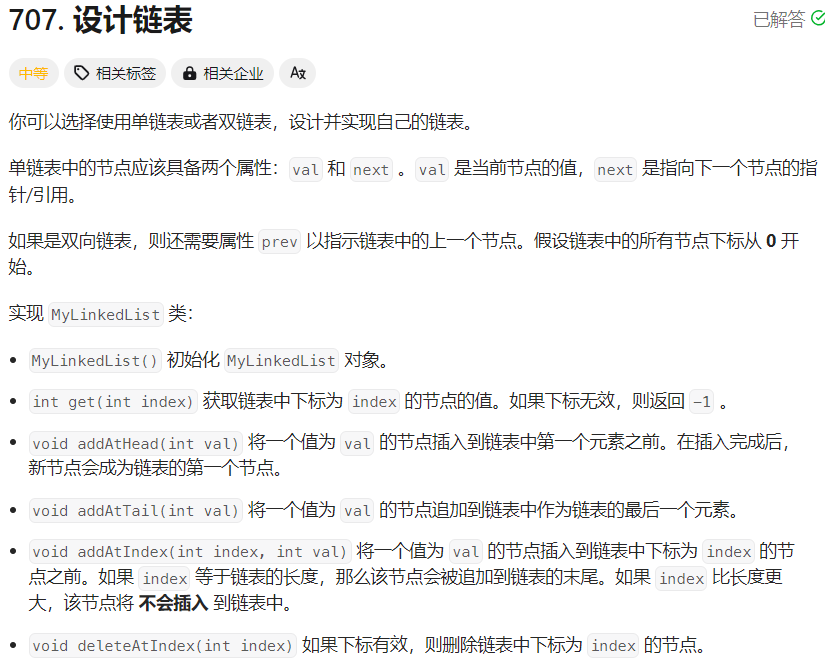 707. 设计链表
已解答
中等 相关标签 相关企业 Aあ
你可以选择使用单链表或者双链表，设计并实现自己的链表。
单链表中的节点应该具备两个属性：val 和 next 。val 是当前节点的值，next 是指向下一个节点的指
针/引用。
如果是双向链表，则还需要属性 prev 以指示链表中的上一个节点。假设链表中的所有节点下标从 0 开
始。
实现 MyLinkedList 类：
• MyLinkedList() 初始化 MyLinkedList 对象。
• int get(int index) 获取链表中下标为 index 的节点的值。如果下标无效，则返回 -1 。
• void addAtHead(int val) 将一个值为 val 的节点插入到链表中第一个元素之前。在插入完成后，
新节点会成为链表的第一个节点。
• void addAtTail(int val) 将一个值为 val 的节点追加到链表中作为链表的最后一个元素。
• void addAtIndex(int index, int val) 将一个值为 val 的节点插入到链表中下标为 index 的节
点之前。如果 index 等于链表的长度，那么该节点会被追加到链表的末尾。如果 index 比长度更
大，该节点将 不会插入 到链表中。
• void deleteAtIndex(int index) 如果下标有效，则删除链表中下标为 index 的节点。